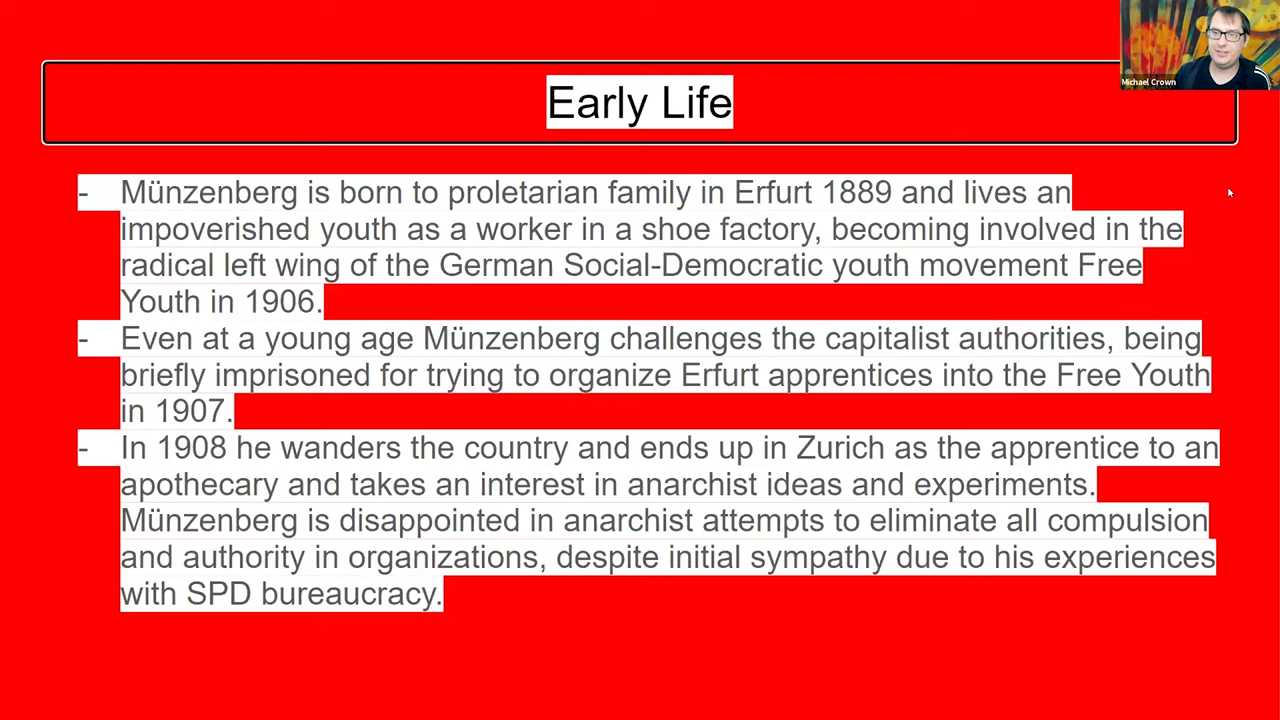 Michael Crown
Early Life
- Münzenberg is born to proletarian family in Erfurt 1889 and lives an
impoverished youth as a worker in a shoe factory, becoming involved in the
radical left wing of the German Social-Democratic youth movement Free
Youth in 1906.
- Even at a young age Münzenberg challenges the capitalist authorities, being
briefly imprisoned for trying to organize Erfurt apprentices into the Free Youth
in 1907.
- In 1908 he wanders the country and ends up in Zurich as the apprentice to an
apothecary and takes an interest in anarchist ideas and experiments.
Münzenberg is disappointed in anarchist attempts to eliminate all compulsion
and authority in organizations, despite initial sympathy due to his experiences
with SPD bureaucracy.